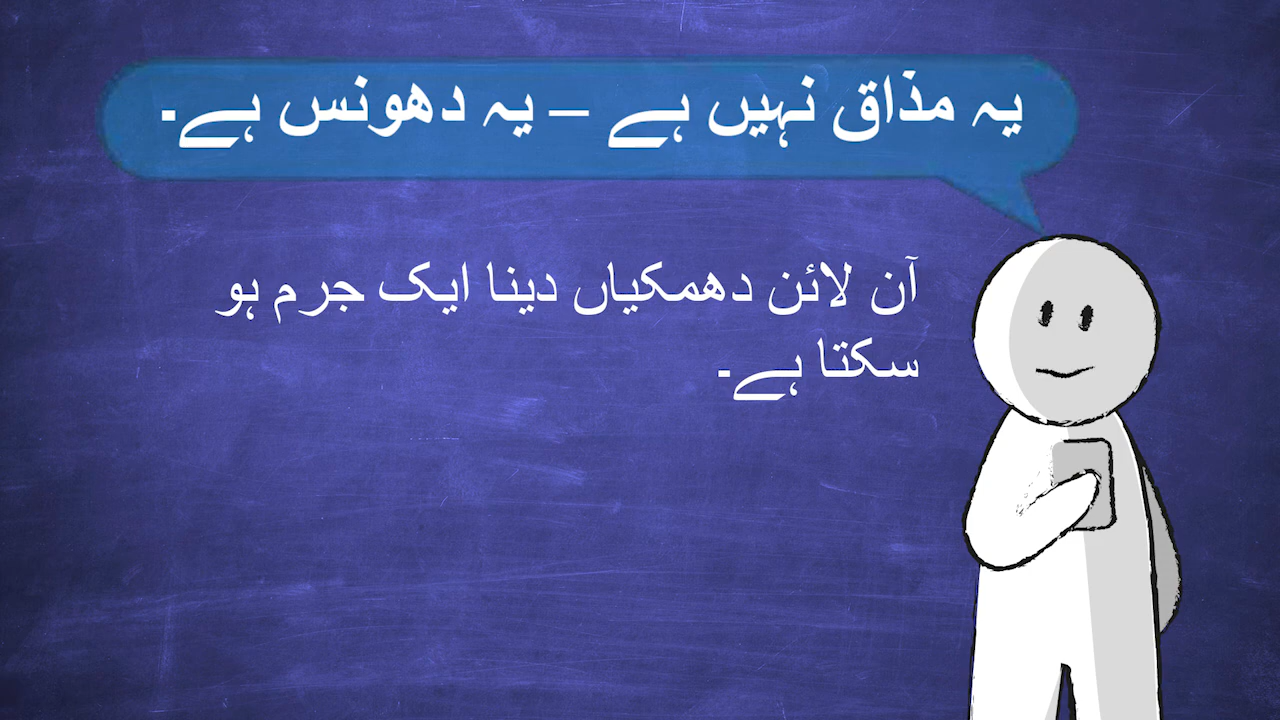 یہ مذاق نہیں ہے – یہ دھونس ہے۔
آن لائن دھمکیاں دینا ایک جرم ہو
سکتا ہے۔